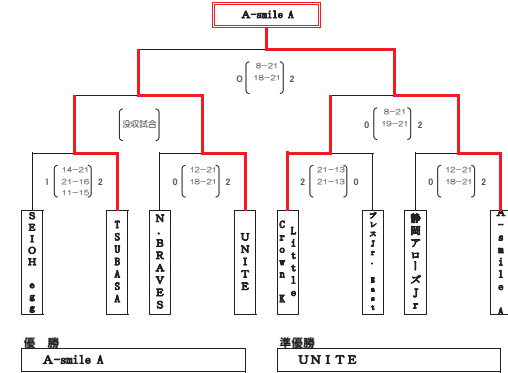 A-smile A
8-21
0 18-21 2
没収試合
8-21
0 19-21 2
14-21
1 21-16 2
11-15
12-21
0 18-21 2
21-13
2 21-13 0
12-21
0 18-21 2
SEIOH egg
TSUBASA
N.BRAVES
UNITE
Little
Crown K
ブレスJr. East
静岡アローズJr
A-smile A
優 勝
A-smile A
準優勝
UNITE